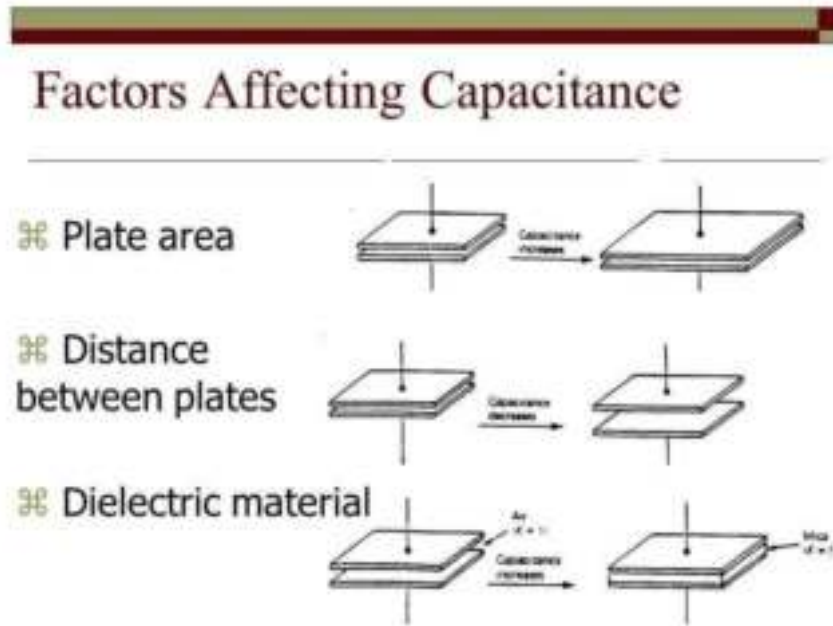 Factors Affecting Capacitance
⌘ Plate area
Capacitance
increases
⌘ Distance
between plates
Capacitance
decreases
⌘ Dielectric material
Air
Capacitance
increases
Mica